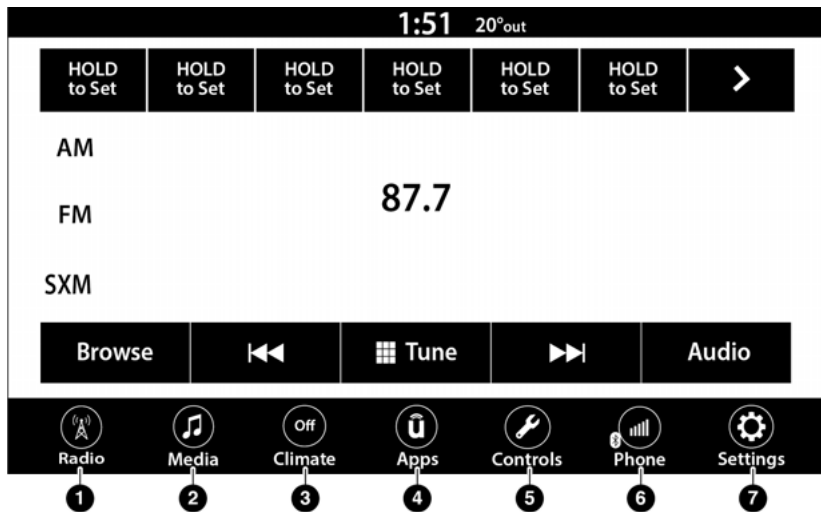 1:51 20°out
HOLD to Set HOLD to Set HOLD to Set HOLD to Set HOLD to Set HOLD to Set >
AM
87.7
FM
SXM
Browse Tune Audio
Off û
Radio Media Climate Apps Controls Phone Settings
1 2 3 4 5 6 7